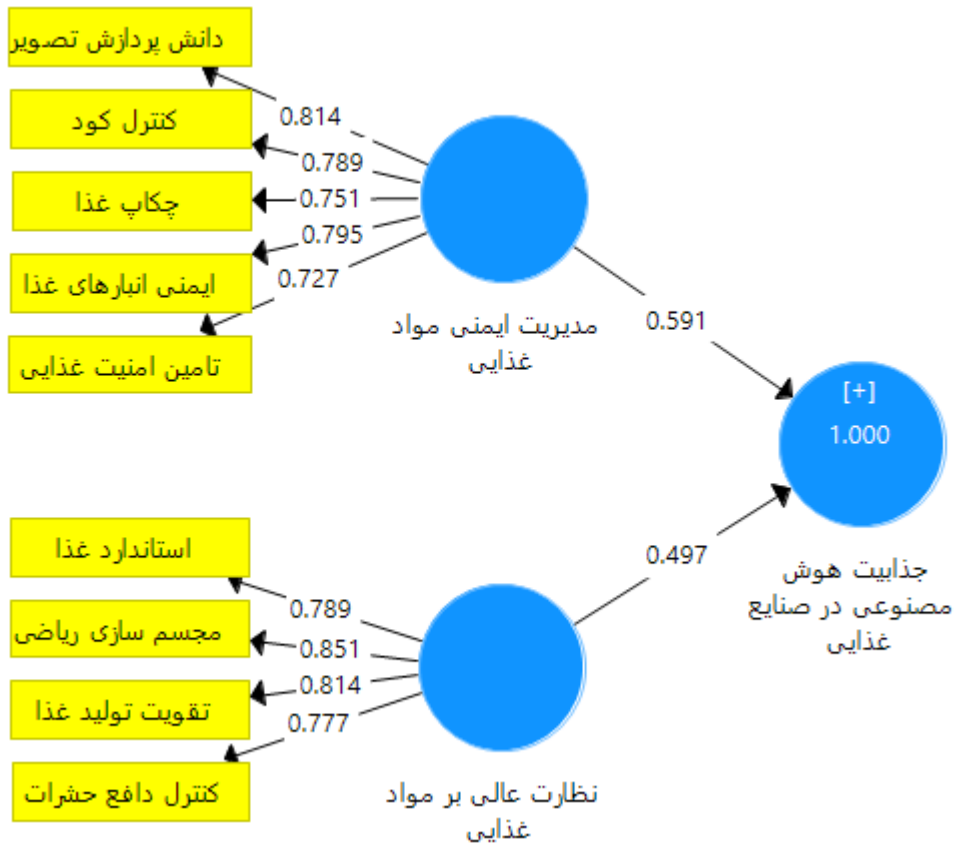 دانش پردازش تصویر
کنترل کود
چکاپ غذا
ایمنی انبارهای غذا
تامین امنیت غذایی
0.814
0.789
0.751
0.795
0.727
مدیریت ایمنی مواد
غذایی
0.591
[+]
1.000
جذابیت هوش
مصنوعی در صنایع
غذایی
0.497
استاندارد غذا
مجسم سازی ریاضی
تقویت تولید غذا
کنترل دافع حشرات
0.789
0.851
0.814
0.777
نظارت عالی بر مواد
غذایی